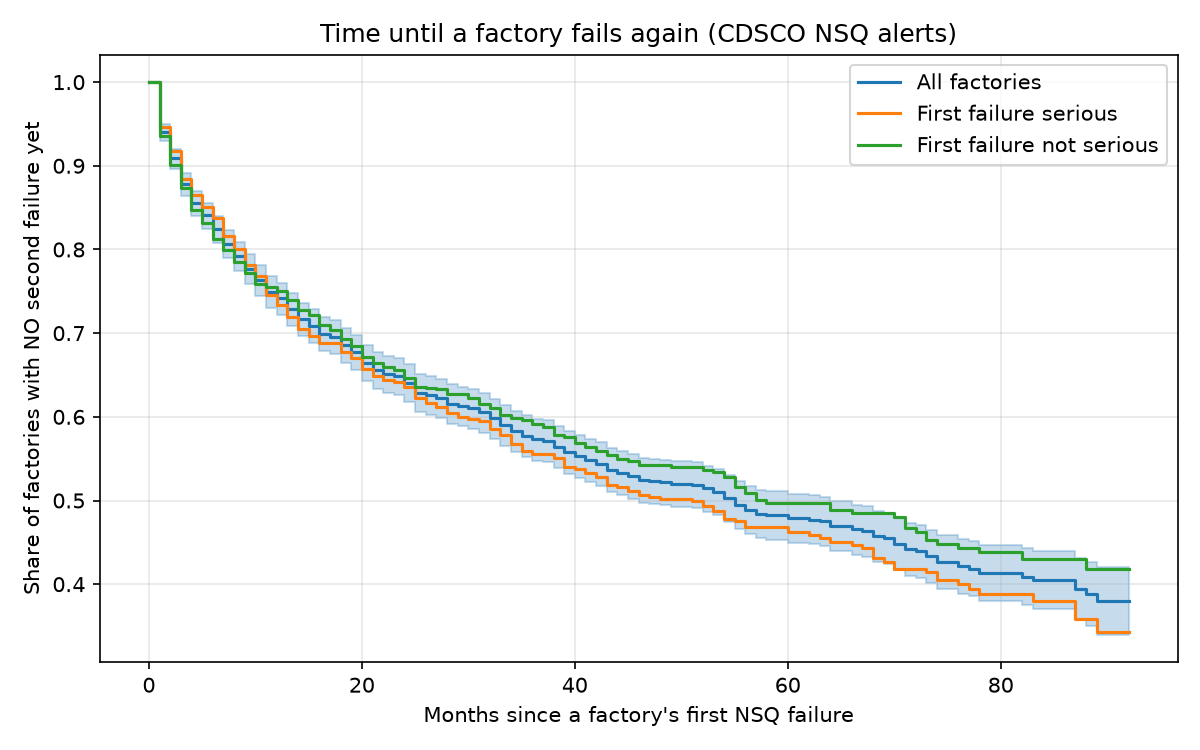 Time until a factory fails again (CDSCO NSQ alerts)
All factories
First failure serious
First failure not serious
Share of factories with NO second failure yet
1.0
0.9
0.8
0.7
0.6
0.5
0.4
0
20
40
60
80
Months since a factory's first NSQ failure